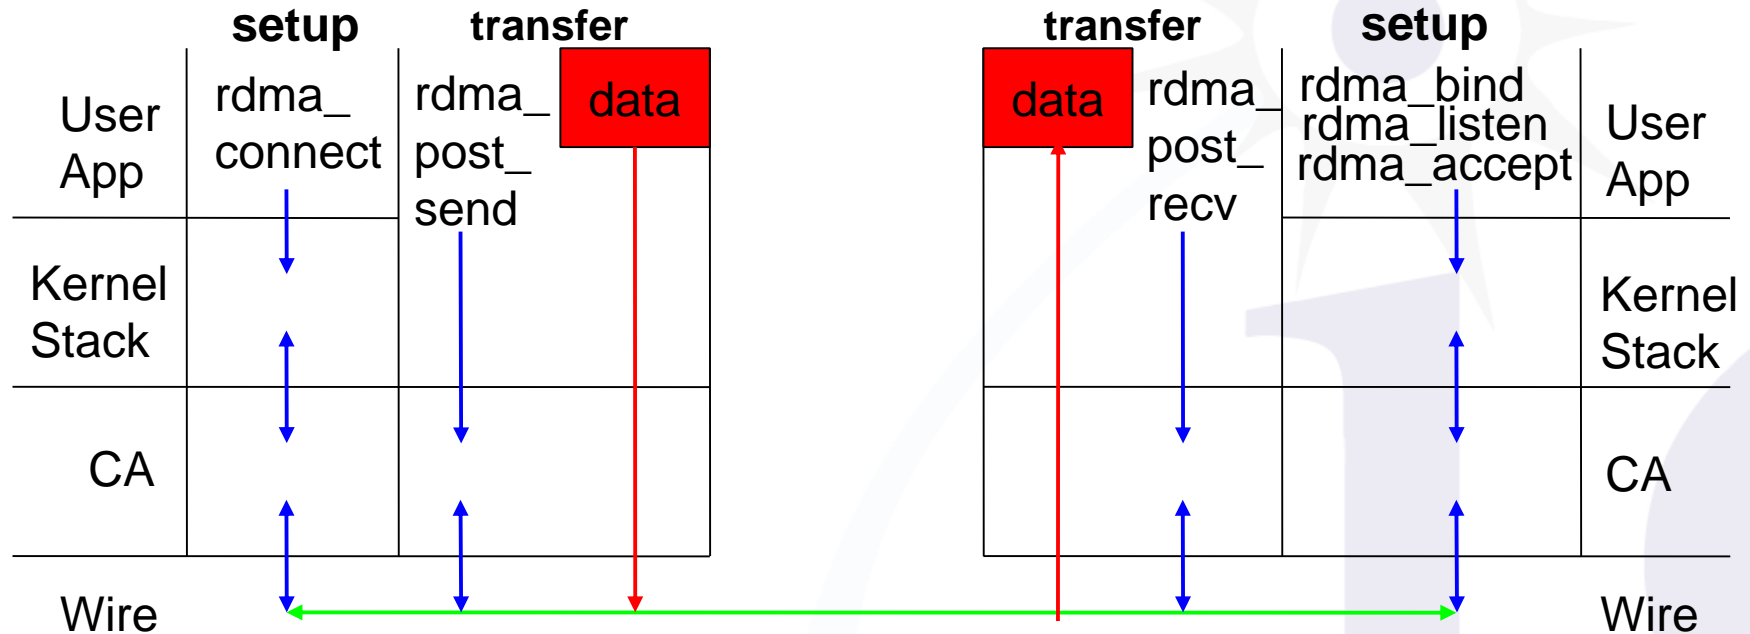 setup
transfer
transfer
setup
User
App
rdma_
connect
rdma_
post_
send
data
data
rdma_
post_
recv
rdma_bind
rdma_listen
rdma_accept
User
App
Kernel
Stack
Kernel
Stack
CA
CA
Wire
Wire